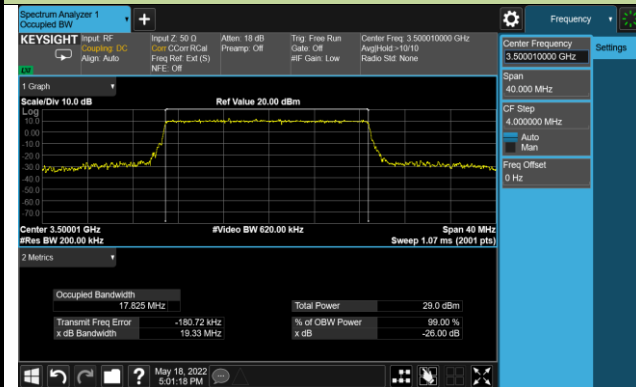 Spectrum Analyzer 1
Occupied BW
+
Frequency
KEYSIGHT
Input: RF
Coupling: DC
Align: Auto
Input Z: 50 Ω
Corr CCorr RCal
Freq Ref: Ext (S)
NFE: Off
Atten: 18 dB
Preamp: Off
Trig: Free Run
Gate: Off
#IF Gain: Low
Center Freq: 3.500010000 GHz
Avg|Hold:>10/10
Radio Std: None
Center Frequency
3.500010000 GHz
Settings
Span
40.000 MHz
CF Step
4.000000 MHz
Auto
Man
Freq Offset
0 Hz
1 Graph
Scale/Div 10.0 dB
Ref Value 20.00 dBm
Log
10.0
0.00
-10.0
-20.0
-30.0
-40.0
-50.0
-60.0
-70.0
Center 3.50001 GHz
#Video BW 620.00 kHz
Span 40 MHz
#Res BW 200.00 kHz
Sweep 1.07 ms (2001 pts)
2 Metrics
Occupied Bandwidth
17.825 MHz
Total Power
29.0 dBm
Transmit Freq Error
-180.72 kHz
% of OBW Power
99.00 %
x dB Bandwidth
19.33 MHz
x dB
-26.00 dB
?
May 18, 2022
5:01:18 PM